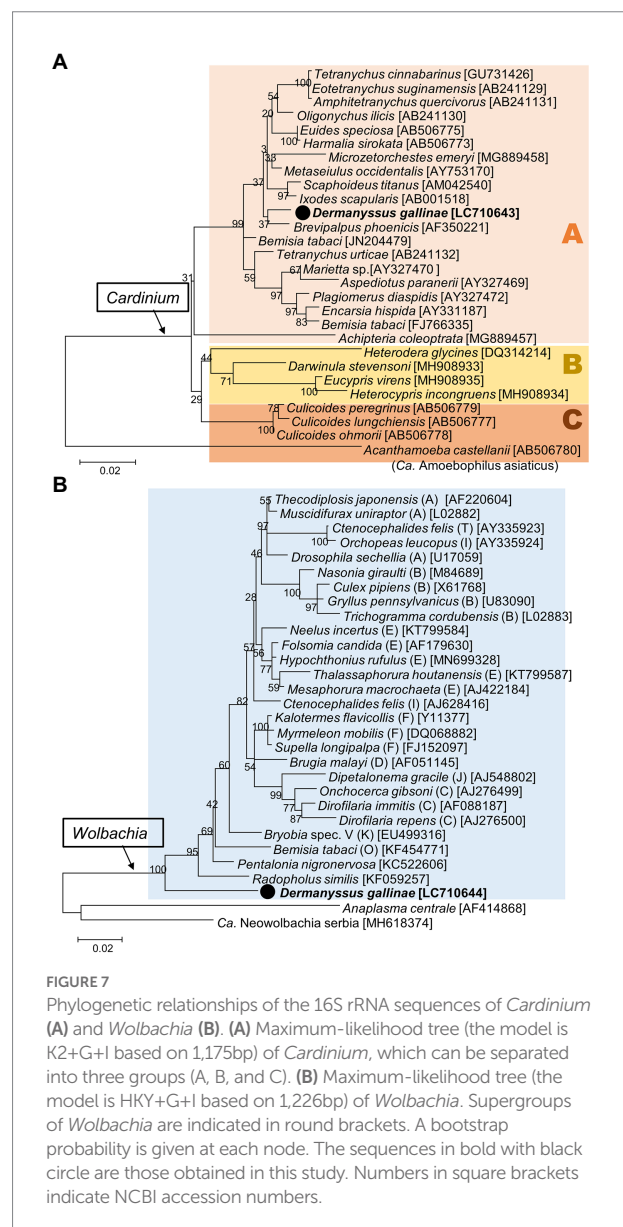 A
Tetranychus cinnabarinus [GU731426]
100
Eotetranychus suginamensis [AB241129]
54
Amphitetranychus quercivorus [AB241131]
20
Oligonychus ilicis [AB241130]
Euides speciosa [AB506775]
100
Harmalia sirokata [AB506773]
3
Microzetorchestes emeryi [MG889458]
33
Metaseiulus occidentalis [AY753170]
37
Scaphoideus titanus [AM042540]
97
Ixodes scapularis [AB001518]
Dermanyssus gallinae [LC710643]
99
37
Brevipalpus phoenicis [AF350221]
A
Bemisia tabaci [JN204479]
Tetranychus urticae [AB241132]
59
67
Marietta sp.[AY327470 ]
Aspediotus paranerii [AY327469]
97
Plagiomerus diaspidis [AY327472]
31
Cardinium
97
Encarsia hispida [AY331187]
83
Bemisia tabaci [FJ766335]
Achipteria coleoptrata [MG889457]
44
Heterodera glycines [DQ314214]
B
Darwinula stevensoni [MH908933]
71
Eucypris virens [MH908935]
100
Heterocypris incongruens [MH908934]
29
78
Culicoides peregrinus [AB506779]
Culicoides lungchiensis [AB506777]
C
100
Culicoides ohmorii [AB506778]
Acanthamoeba castellanii [AB506780]
0.02
(Ca. Amoebophilus asiaticus)
B
55
Thecodiplosis japonensis (A) [AF220604]
Muscidifurax uniraptor (A) [L02882]
97
Ctenocephalides felis (T) [AY335923]
100
Orchopeas leucopus (I) [AY335924]
46
Drosophila sechellia (A) [U17059]
Nasonia giraulti (B) [M84689]
100
Culex pipiens (B) [X61768]
28
97
Gryllus pennsylvanicus (B) [U83090]
Trichogramma cordubensis (B) [L02883]
Neelus incertus (E) [KT799584]
57
56
Folsomia candida (E) [AF179630]
Hypochthonius rufulus (E) [MN699328]
77
Thalassaphorura houtanensis (E) [KT799587]
59
Mesaphorura macrochaeta (E) [AJ422184]
82
Ctenocephalides felis (I) [AJ628416]
Kalotermes flavicollis (F) [Y11377]
100
Myrmeleon mobilis (F) [DQ068882]
Supella longipalpa (F) [FJ152097]
60
54
Brugia malayi (D) [AF051145]
Dipetalonema gracile (J) [AJ548802]
99
Onchocerca gibsoni (C) [AJ276499]
42
77
Dirofilaria immitis (C) [AF088187]
87
Dirofilaria repens (C) [AJ276500]
Wolbachia
69
Bryobia spec. V (K) [EU499316]
95
Bemisia tabaci (O) [KF454771]
Pentalonia nigronervosa [KC522606]
100
Radopholus similis [KF059257]
Dermanyssus gallinae [LC710644]
Anaplasma centrale [AF414868]
Ca. Neowolbachia serbia [MH618374]
0.02
FIGURE 7
Phylogenetic relationships of the 16S rRNA sequences of Cardinium
(A) and Wolbachia (B). (A) Maximum-likelihood tree (the model is
K2+G+I based on 1,175bp) of Cardinium, which can be separated
into three groups (A, B, and C). (B) Maximum-likelihood tree (the
model is HKY+G+I based on 1,226bp) of Wolbachia. Supergroups
of Wolbachia are indicated in round brackets. A bootstrap
probability is given at each node. The sequences in bold with black
circle are those obtained in this study. Numbers in square brackets
indicate NCBI accession numbers.